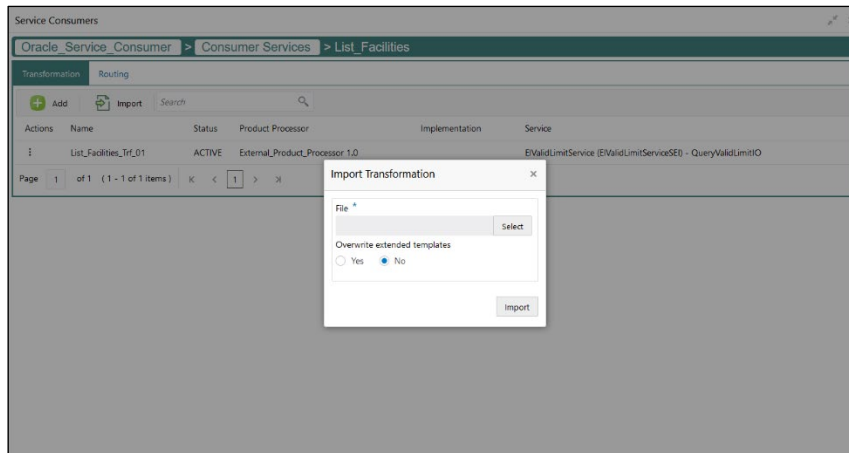 Service Consumers
Oracle_Service_Consumer > Consumer Services > List_Facilities
Transformation Routing
Add Import Search
Actions Name Status Product Processor Implementation Service
List_Facilities_Trf_01 ACTIVE External_Product_Processor 1.0 ElValidLimitService (ElValidLimitServiceSEI) - QueryValidLimitIO
Page 1 of 1 (1 - 1 of 1 items) 1
Import Transformation
File *
Select
Overwrite extended templates
Yes No
Import